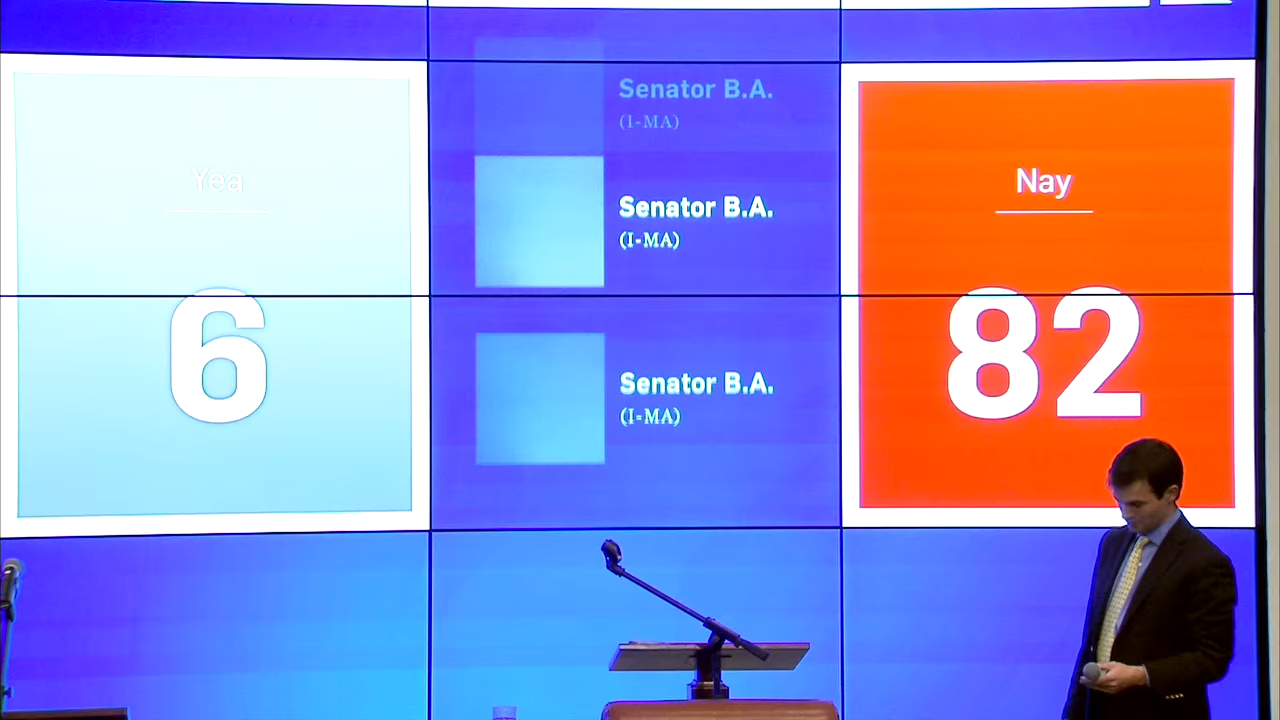 Yea
6
Senator B.A.
(I-MA)
Senator B.A.
(I-MA)
Senator B.A.
(I-MA)
Nay
82